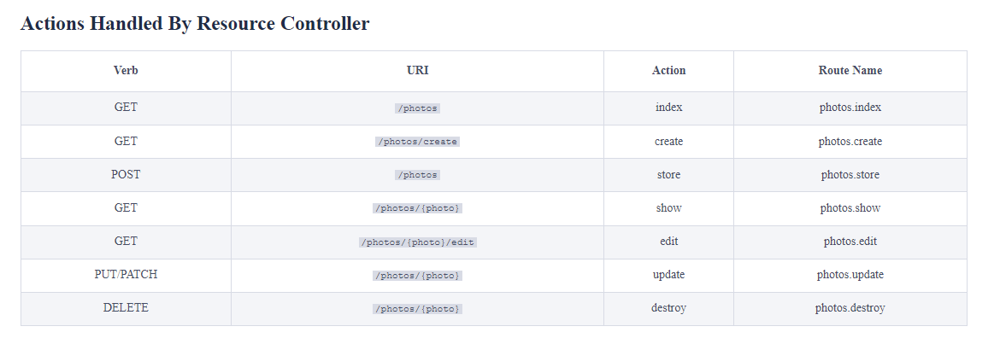 Actions Handled By Resource Controller
Verb URI Action Route Name
GET /photos index photos.index
GET /photos/create create photos.create
POST /photos store photos.store
GET /photos/{photo} show photos.show
GET /photos/{photo}/edit edit photos.edit
PUT/PATCH /photos/{photo} update photos.update
DELETE /photos/{photo} destroy photos.destroy